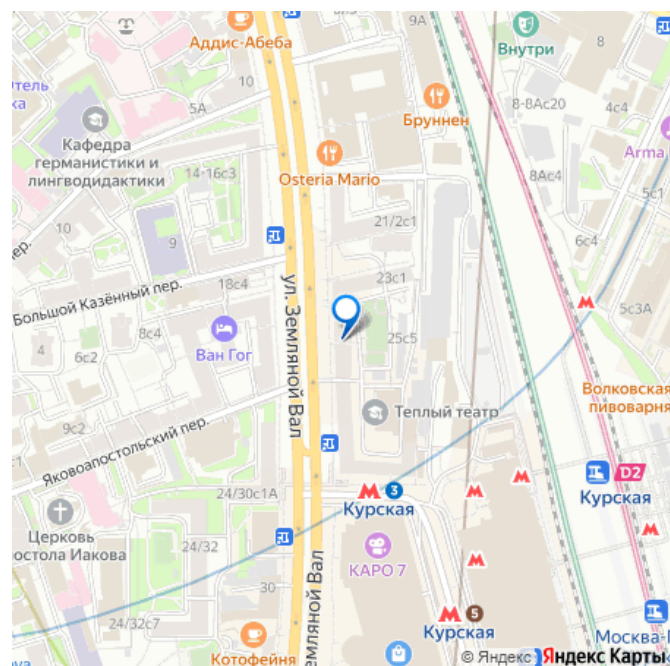 Аддис-Абеба
Внутри
8
10
8-8Ас20
4с4
Отель
5А
Бруннен
Кафедра
германистики и
лингводидактики
Arma
8Ас4
5с1
14-16с3
Osteria Mario
10
21/2с1
6с4
9
пер.
23с1
18с4
Большой Казённый пер.
ул. Земляной Вал
5с3А
8с4
25с5
4
6с2
Ван Гог
Волковская
пивоварня
9с2
Теплый театр
Яковоапостольский пер.
D2
Курская
24/30с1А
3
Курская
Церковь
апостола Иакова
24/32
КАРО 7
30
Земляной Вал
5
24/32с7
Курская
Москва-
Котофейня
© Яндекс Яндекс Карты